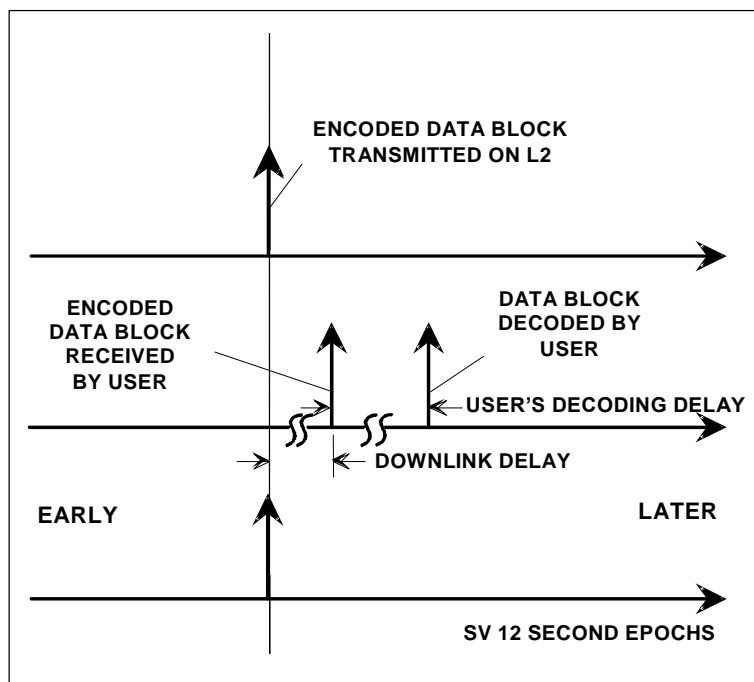 ENCODED DATA BLOCK
TRANSMITTED ON L2
ENCODED
DATA BLOCK
RECEIVED
BY USER
DATA BLOCK
DECODED BY
USER
USER'S DECODING DELAY
DOWNLINK DELAY
EARLY
LATER
SV 12 SECOND EPOCHS